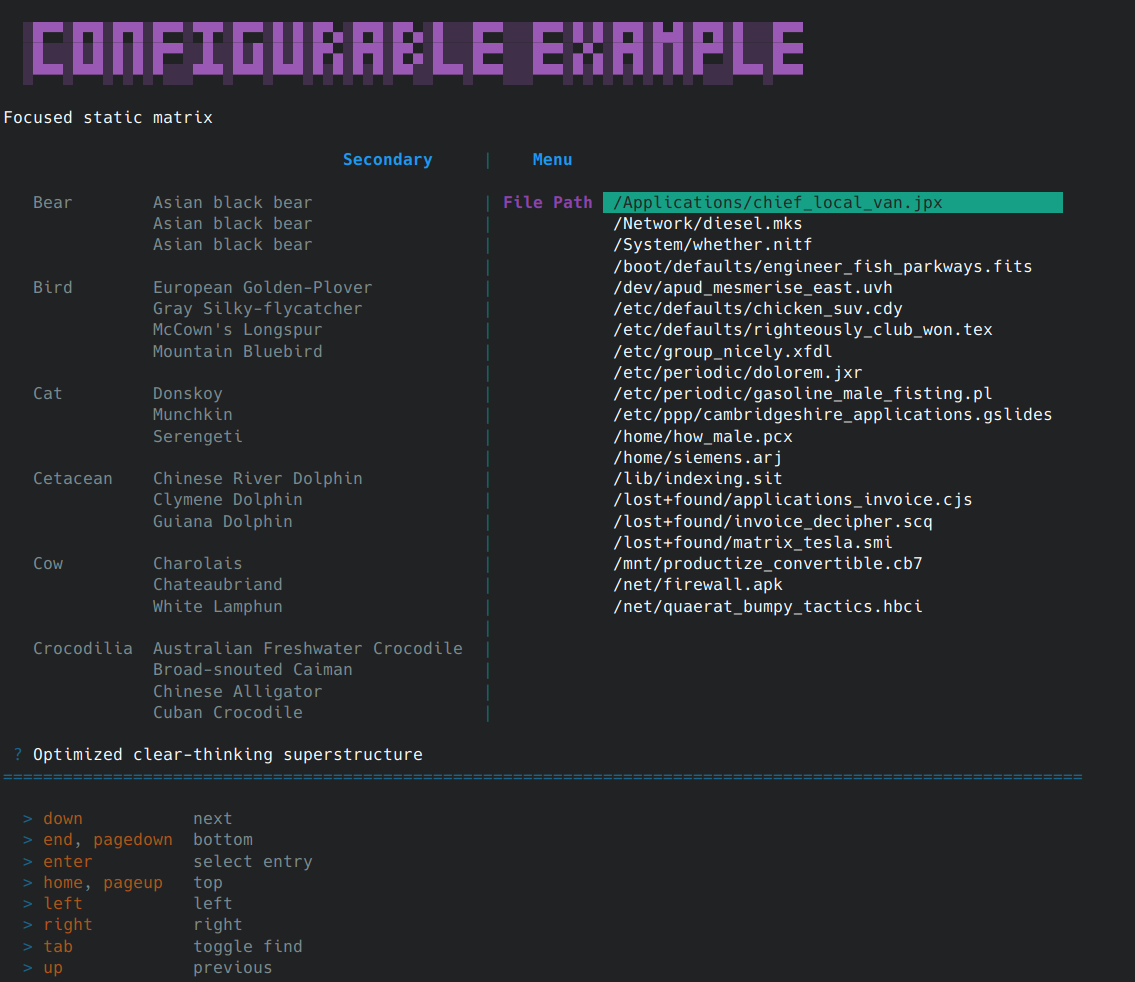 CONFIGURABLE EXAMPLE
Focused static matrix
Secondary | Menu
Bear Asian black bear | File Path /Applications/chief_local_van.jpx
Asian black bear | /Network/diesel.mks
Asian black bear | /System/whether.nitf
| /boot/defaults/engineer_fish_parkways.fits
Bird European Golden-Plover | /dev/apud_mesmerise_east.uvh
Gray Silky-flycatcher | /etc/defaults/chicken_suv.cdy
McCown's Longspur | /etc/defaults/righteously_club_won.tex
Mountain Bluebird | /etc/group_nicely.xfdl
| /etc/periodic/dolorem.jxr
Cat Donskoy | /etc/periodic/gasoline_male_fisting.pl
Munchkin | /etc/ppp/cambridgeshire_applications.gslides
Serengeti | /home/how_male.pcx
| /home/siemens.arj
Cetacean Chinese River Dolphin | /lib/indexing.sit
Clymene Dolphin | /lost+found/applications_invoice.cjs
Guiana Dolphin | /lost+found/invoice_decipher.scq
| /lost+found/matrix_tesla.smi
Cow Charolais | /mnt/productize_convertible.cb7
Chateaubriand | /net/firewall.apk
White Lamphun | /net/quaerat_bumpy_tactics.hbci
|
Crocodilia Australian Freshwater Crocodile |
Broad-snouted Caiman |
Chinese Alligator |
Cuban Crocodile |
? Optimized clear-thinking superstructure
============================================================================================================
> down next
> end, pagedown bottom
> enter select entry
> home, pageup top
> left left
> right right
> tab toggle find
> up previous